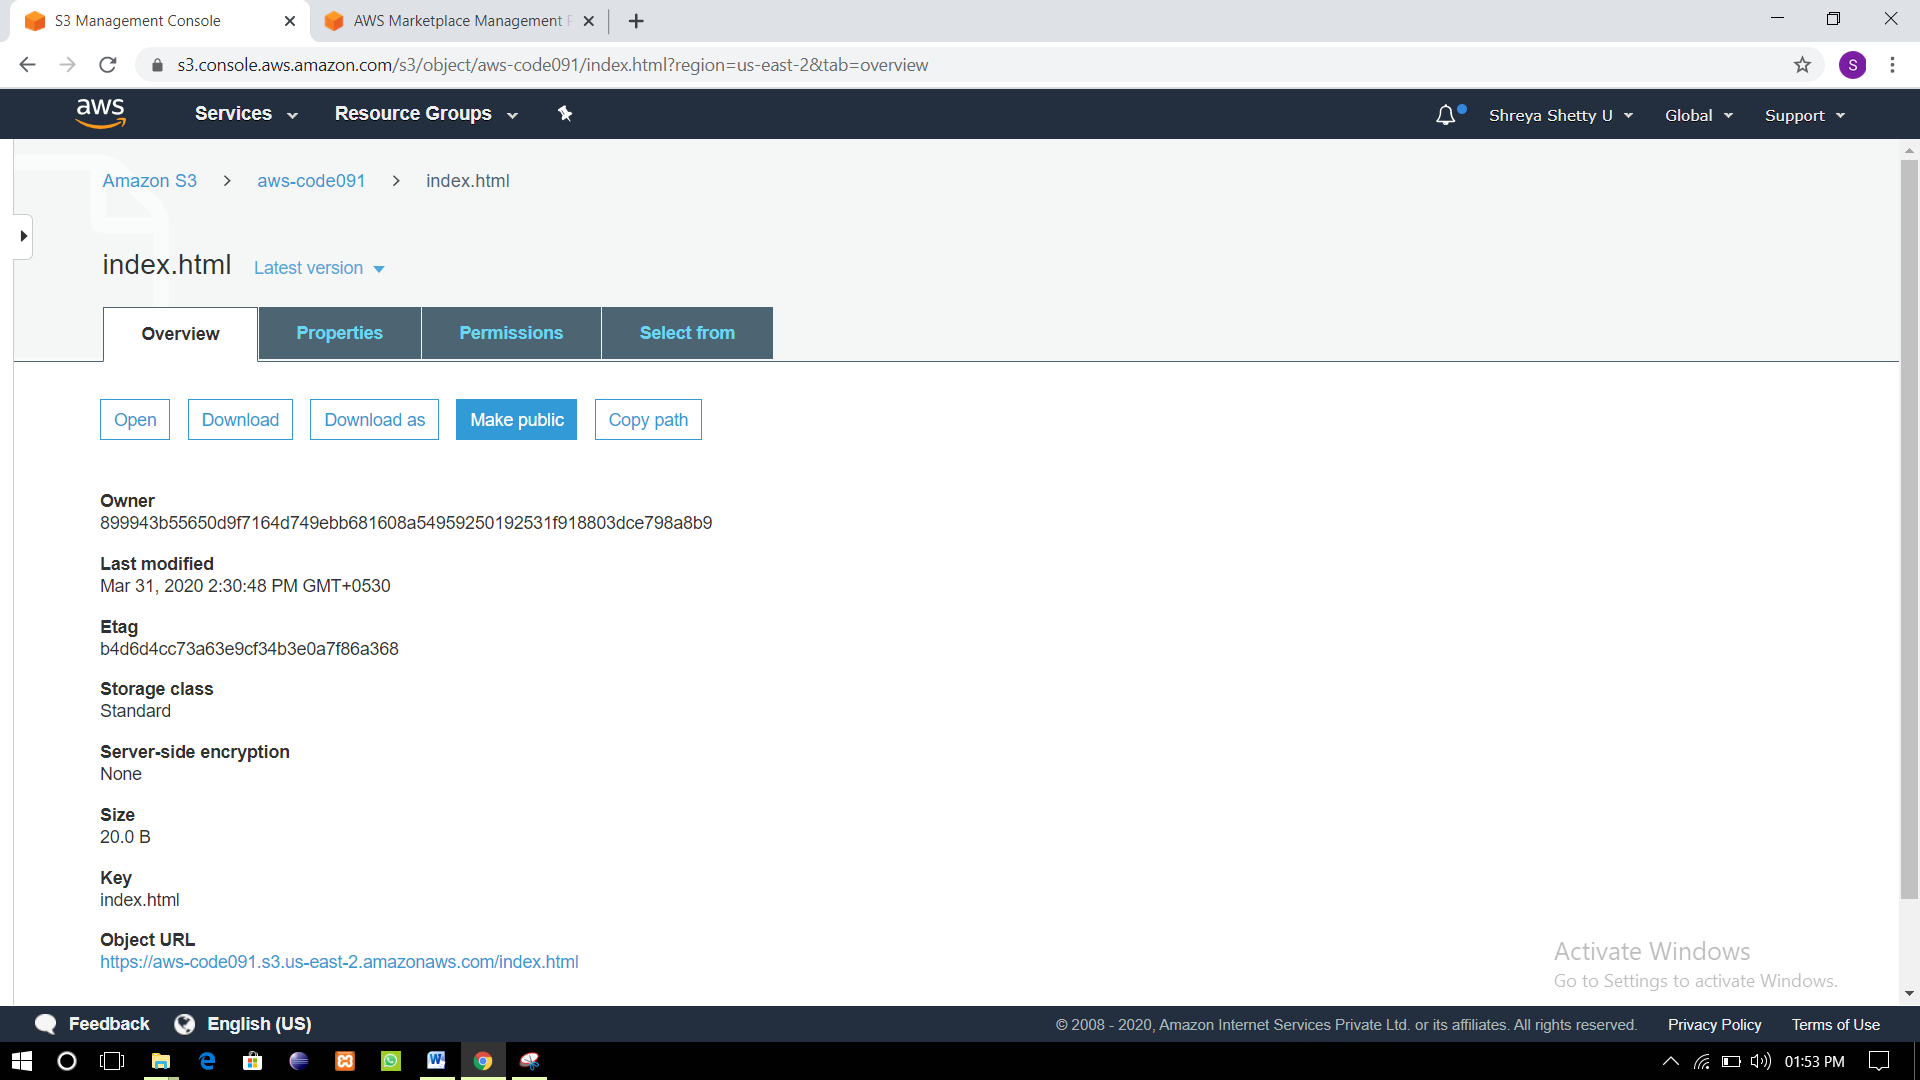 S3 Management Console
AWS Marketplace Management
s3.console.aws.amazon.com/s3/object/aws-code091/index.html?region=us-east-2&tab=overview
S
aws
Services
Resource Groups
Shreya Shetty U
Global
Support
Amazon S3 > aws-code091 > index.html
index.html Latest version
Overview
Properties
Permissions
Select from
Open
Download
Download as
Make public
Copy path
Owner
899943b55650d9f7164d749ebb681608a54959250192531f918803dce798a8b9
Last modified
Mar 31, 2020 2:30:48 PM GMT+0530
Etag
b4d6d4cc73a63e9cf34b3e0a7f86a368
Storage class
Standard
Server-side encryption
None
Size
20.0 B
Key
index.html
Object URL
https://aws-code091.s3.us-east-2.amazonaws.com/index.html
Activate Windows
Go to Settings to activate Windows.
Feedback
English (US)
© 2008 - 2020, Amazon Internet Services Private Ltd. or its affiliates. All rights reserved.
Privacy Policy
Terms of Use
01:53 PM